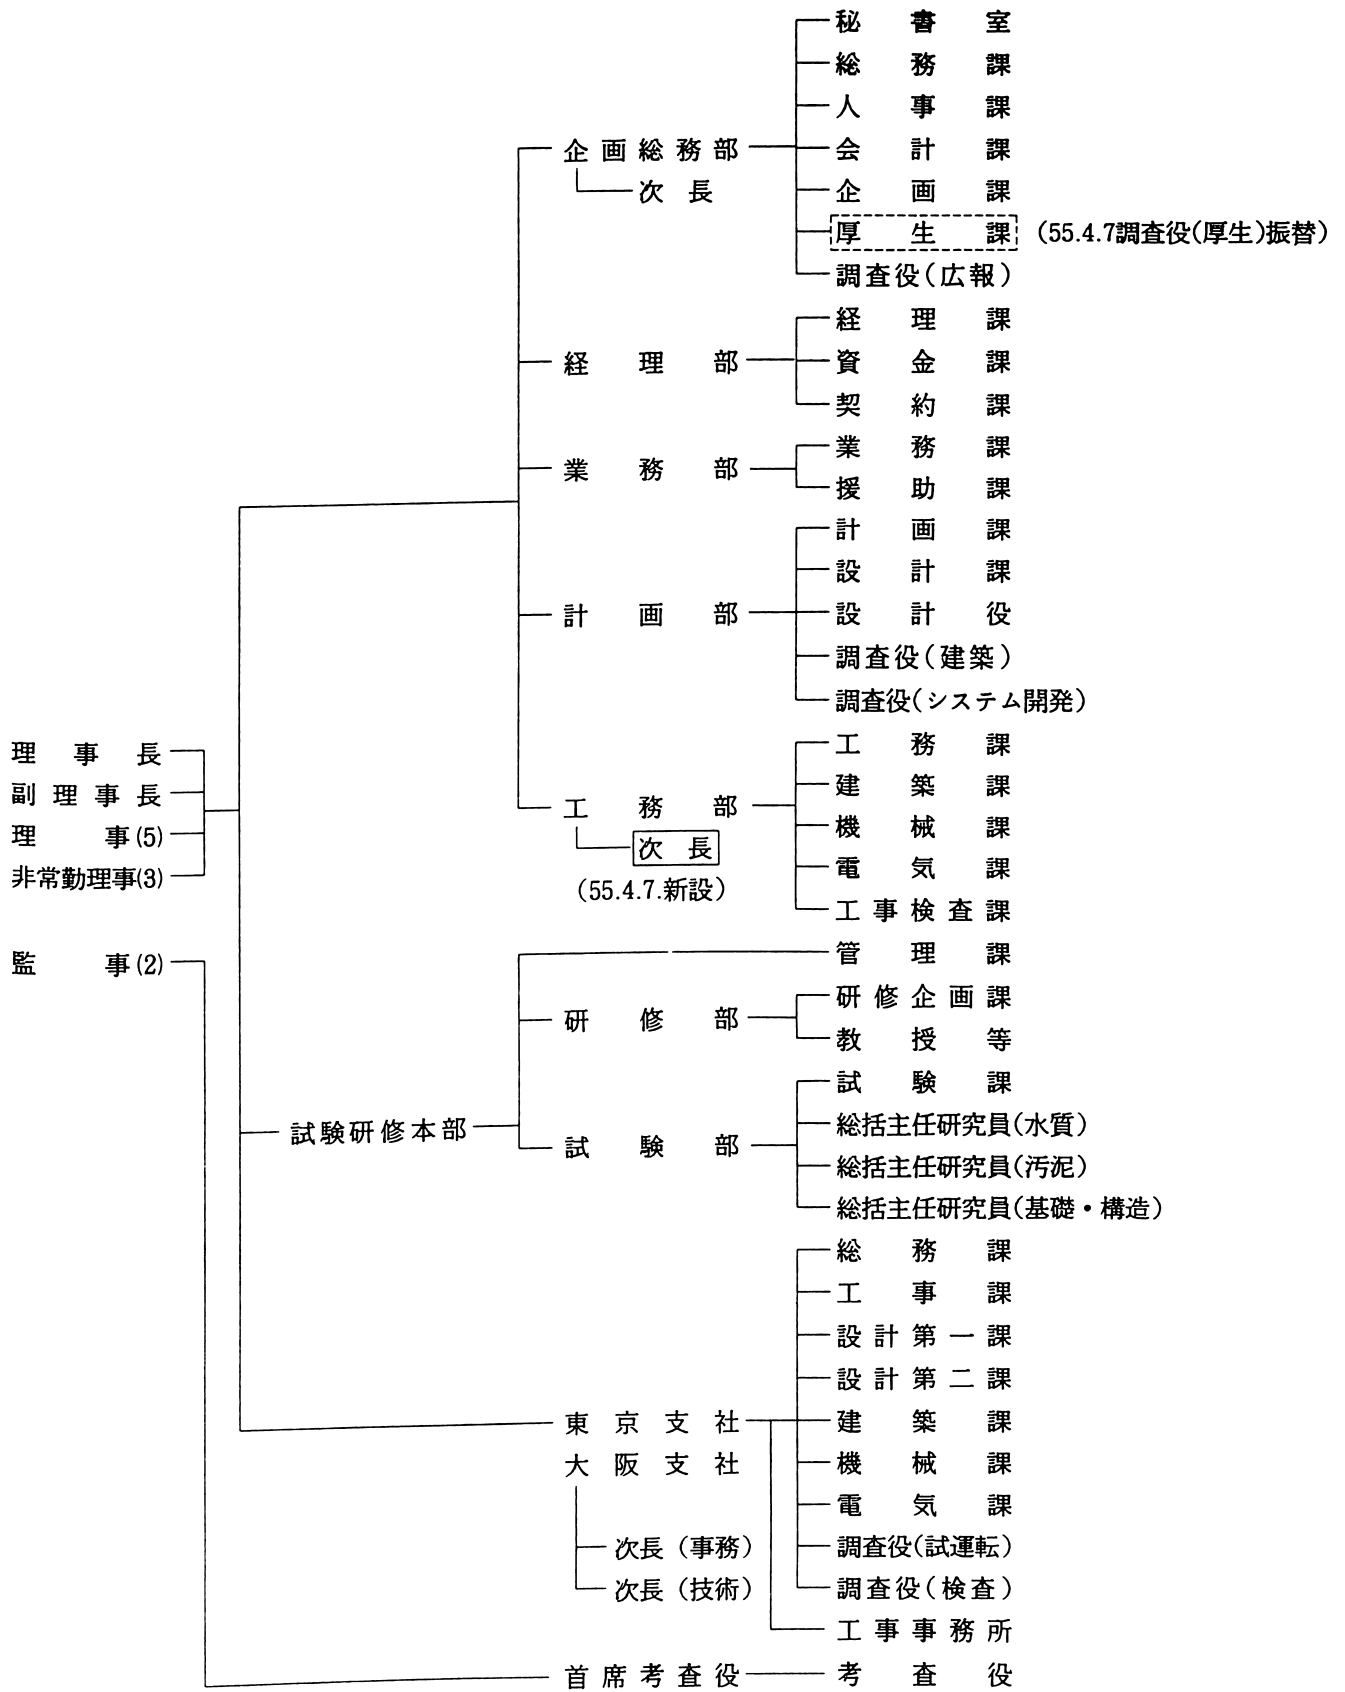 秘書室
総務課
人事課
企画総務部
会計課
次長
企画課
厚生課 (55.4.7調査役(厚生)振替)
調査役(広報)
経理課
経理部
資金課
契約課
業務課
業務部
援助課
計画課
設計課
計画部
設計役
調査役(建築)
調査役(システム開発)
工務課
理事長
建築課
副理事長
工務部
機械課
理事(5)
次長
電気課
非常勤理事(3)
(55.4.7.新設)
工事検査課
管理課
監事(2)
研修企画課
研修部
教授等
試験課
総括主任研究員(水質)
試験研修本部
試験部
総括主任研究員(汚泥)
総括主任研究員(基礎・構造)
総務課
工事課
設計第一課
設計第二課
東京支社
建築課
大阪支社
機械課
電気課
次長(事務)
調査役(試運転)
次長(技術)
調査役(検査)
工事事務所
首席考査役
考査役